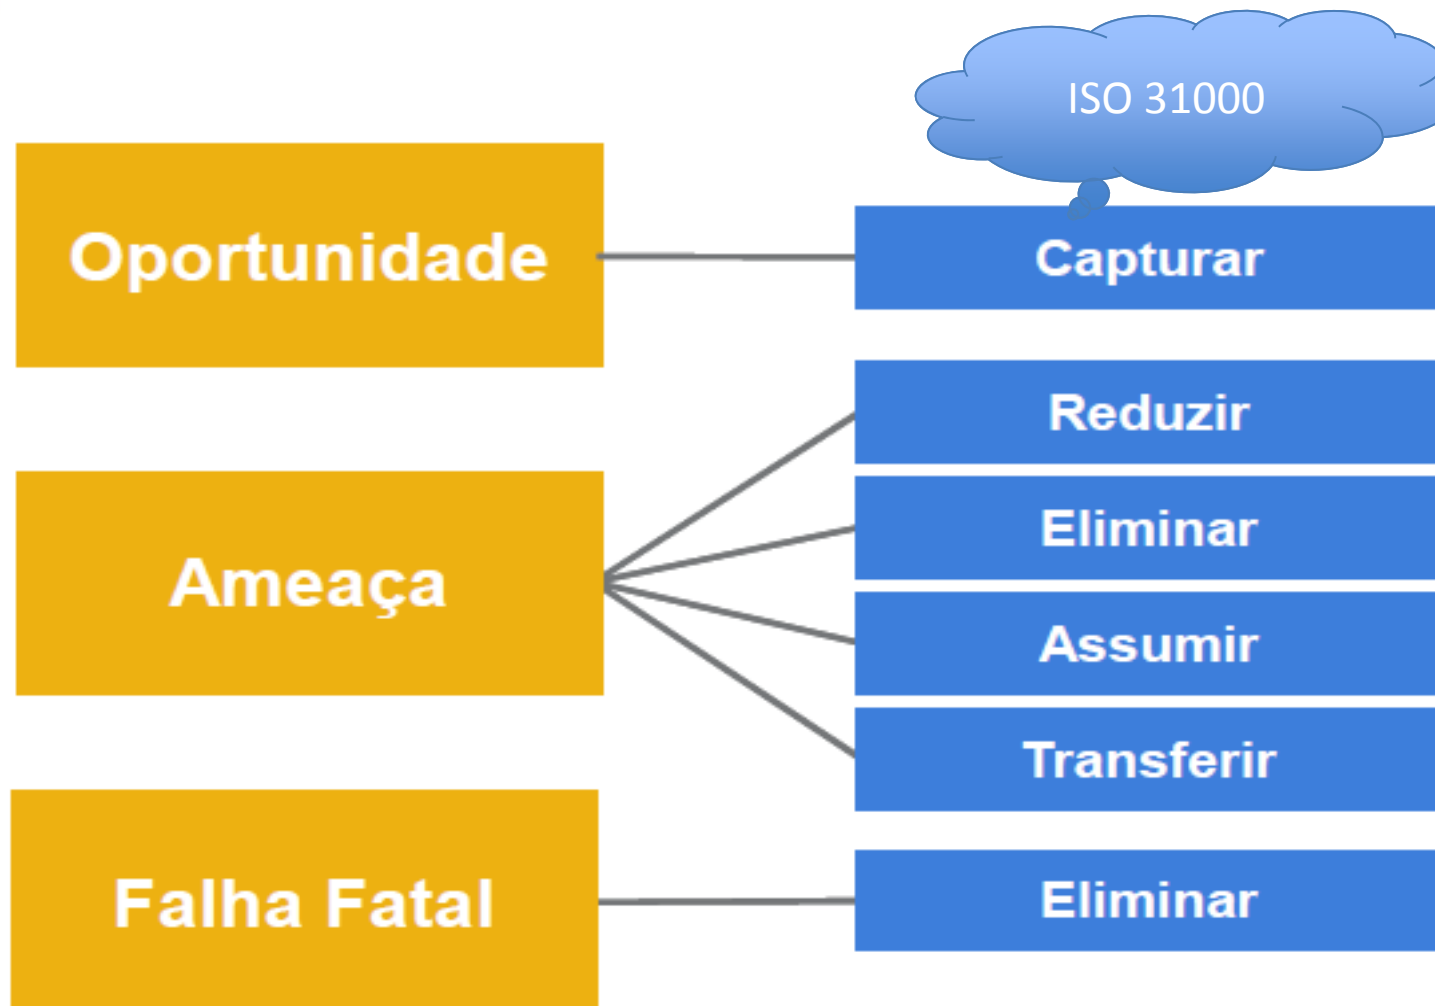 ISO 31000
Oportunidade
Capturar
Reduzir
Ameaça
Eliminar
Assumir
Transferir
Falha Fatal
Eliminar